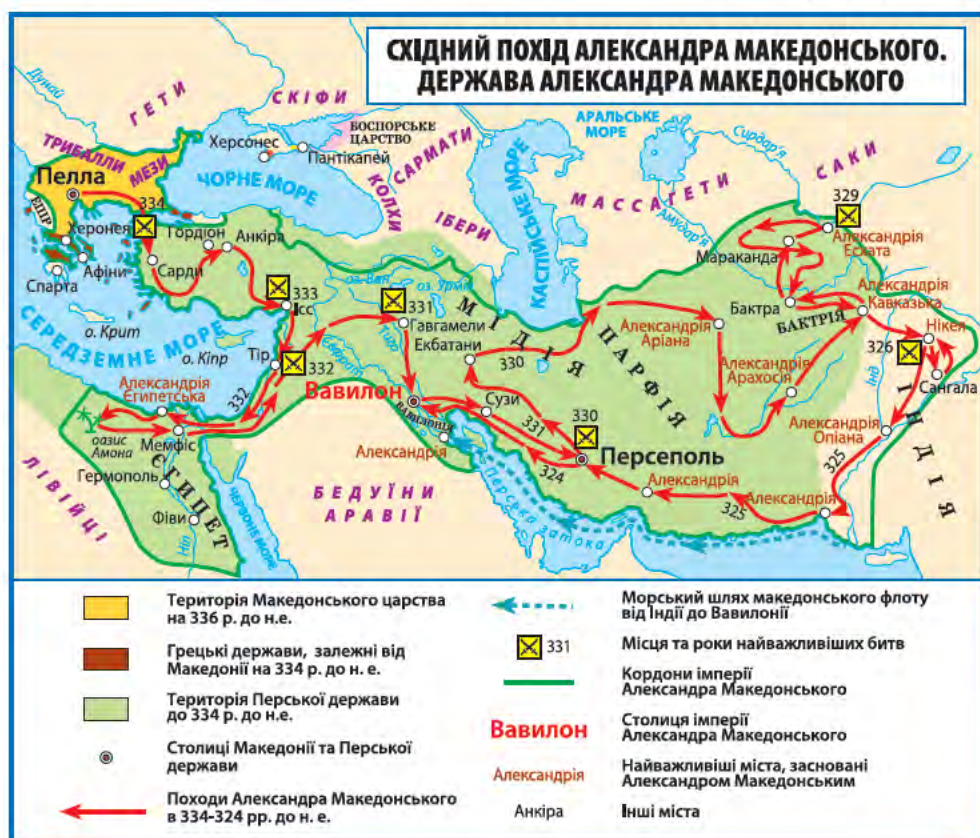 СХІДНИЙ ПОХІД АЛЕКСАНДРА МАКЕДОНСЬКОГО.
ДЕРЖАВА АЛЕКСАНДРА МАКЕДОНСЬКОГО
Дунай
ГЕТИ
СКІФИ
БОСПОРСЬКЕ
ЦАРСТВО
Херсонес
Пантікапей
АРАЛЬСЬКЕ
МОРЕ
Сирдар'я
ТРИБАЛЛИ
МЕЗИ
Пелла
ЧОРНЕ МОРЕ
КОЛХИ
САРМАТИ
ІБЕРИ
КАСПІЙСЬКЕ МОРЕ
МАССАГЕТИ
САКИ
Амудар'я
329
Александрія
Есхата
Мараканда
ЕПІР
334
Херонея
Гордіон
Анкіра
Сарди
Афіни
Спарта
333
Ісс
оз. Ван
оз. Урмія
331
Гавгамели
Екбатани
МІДІЯ
330
Бактра
БАКТРІЯ
Александрія
Кавказька
Нікея
326
Сангала
Інд
ІНДІЯ
СЕРЕДЗЕМНЕ МОРЕ
о. Крит
о. Кіпр
Тір
332
332
Євфрат
Тигр
Александрія
Аріана
ПАРФІЯ
Александрія
Арахосія
Александрія
Опіана
325
Александрія
Єгипетська
Вавилон
ВАВИЛОНІЯ
Сузи
331
324
330
Персеполь
оазис
Амона
Мемфіс
ЄГИПЕТ
Гермополь
Фіви
Ніл
ЛІВІЙЦІ
ЧЕРВОНЕ МОРЕ
БЕДУЇНИ
АРАВІЇ
Александрія
Перська затока
Александрія
325
Александрія
Територія Македонського царства
на 336 р. до н.е.
Грецькі держави, залежні від
Македонії на 334 р. до н. е.
Територія Перської держави
до 334 р. до н.е.
Столиці Македонії та Перської
держави
Походи Александра Македонського
в 334-324 рр. до н. е.
Морський шлях македонського флоту
від Індії до Вавилонії
331
Місця та роки найважливіших битв
Кордони імперії
Александра Македонського
Вавилон
Столиця імперії
Александра Македонського
Александрія
Найважливіші міста, засновані
Александром Македонським
Анкіра
Інші міста